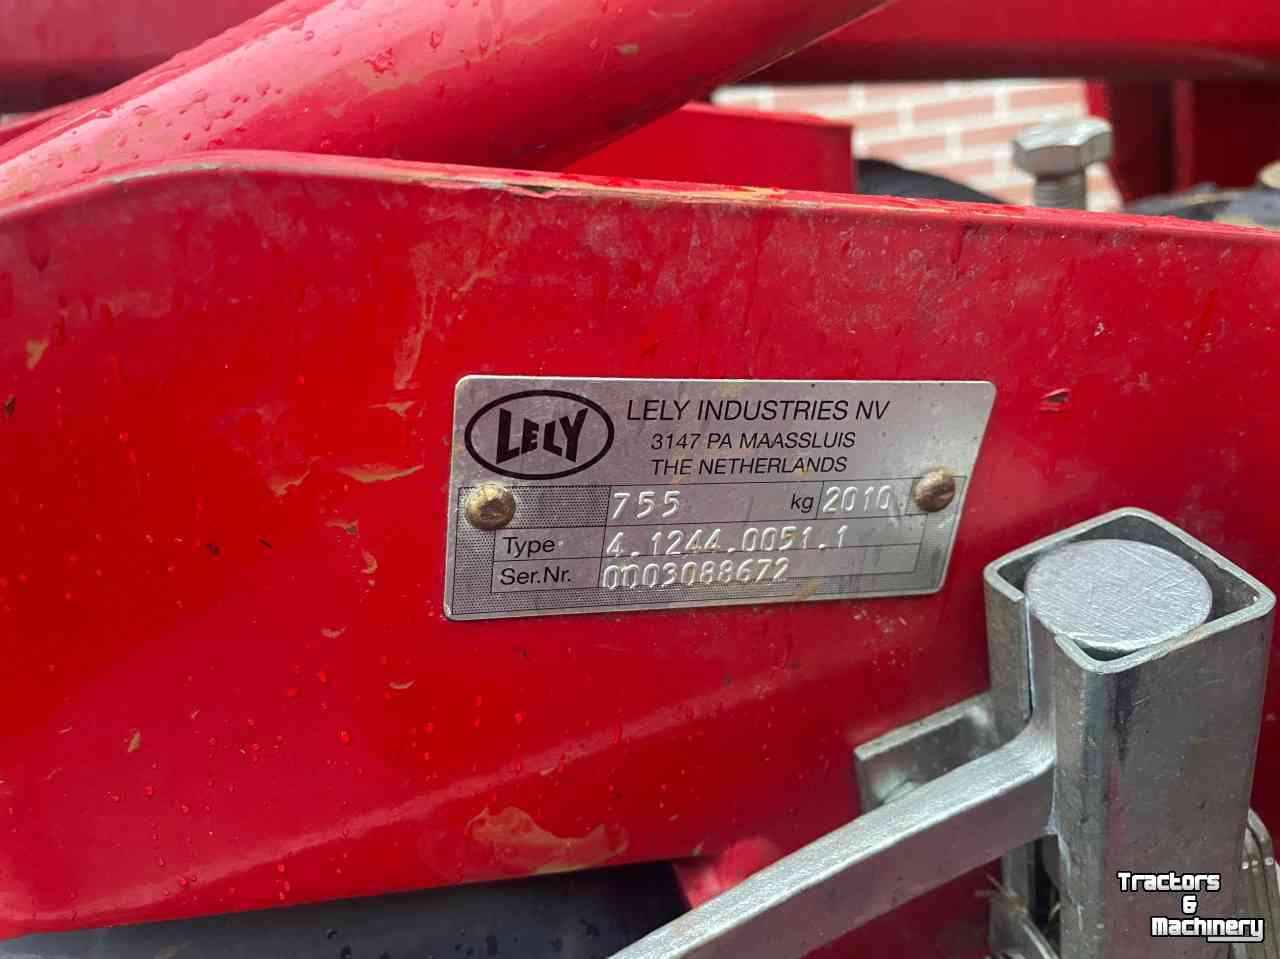 LELY
LELY INDUSTRIES NV
3147 PA MAASSLUIS
THE NETHERLANDS
755 kg 2010
Type 4.1244.0051.1
Ser.Nr. 0003088672
Tractors
&
Machinery